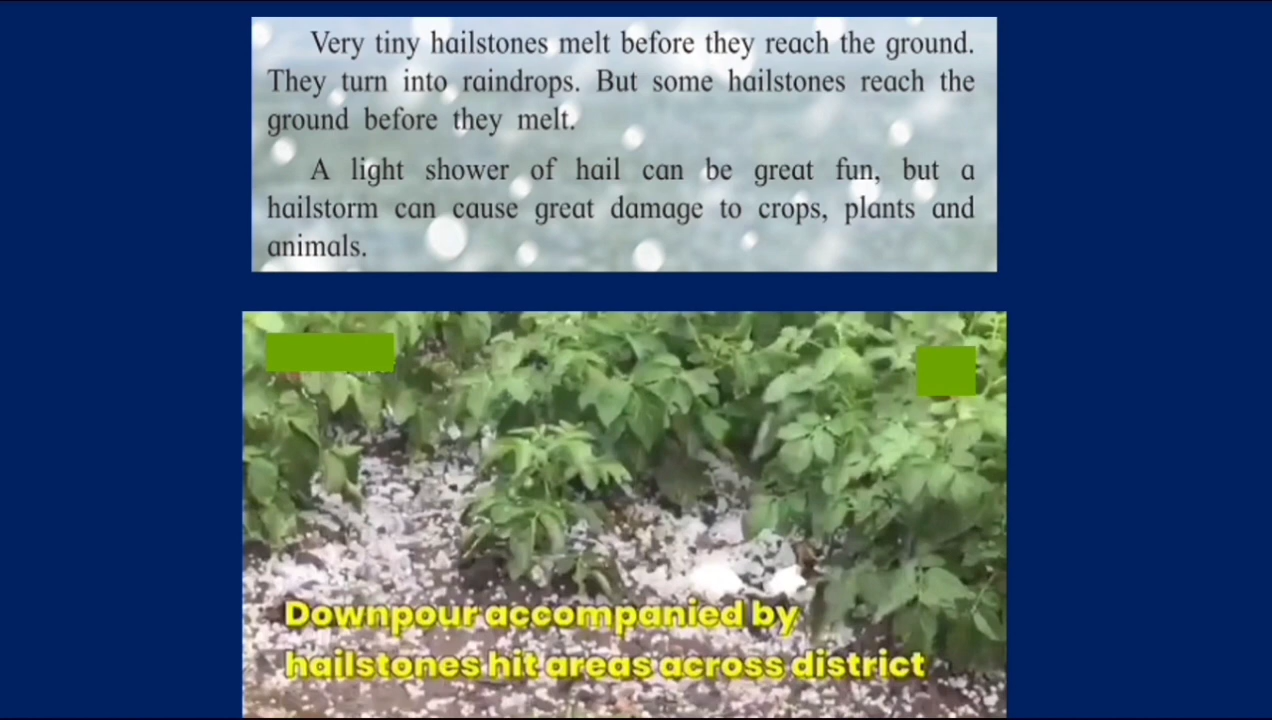 Very tiny hailstones melt before they reach the ground.
They turn into raindrops. But some hailstones reach the
ground before they melt.
A light shower of hail can be great fun, but a
hailstorm can cause great damage to crops, plants and
animals.
Downpour accompanied by
hailstones hit areas across district